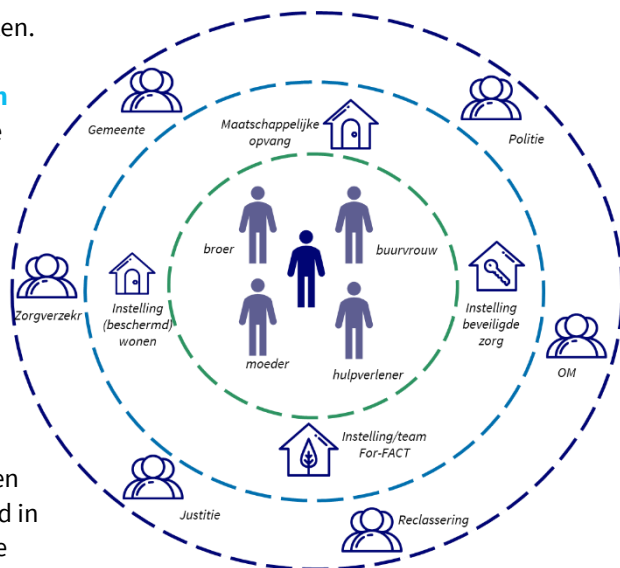 en.
n
e
Gemeente
Maatschappelijke
opvang
Politie
broer
buurvrouw
Zorgverzekr
Instelling
(beschermd)
wonen
Instelling
beveiligde
zorg
moeder
hulpverlener
OM
Instelling/team
For-FACT
en
Justitie
d in
Reclassering
e